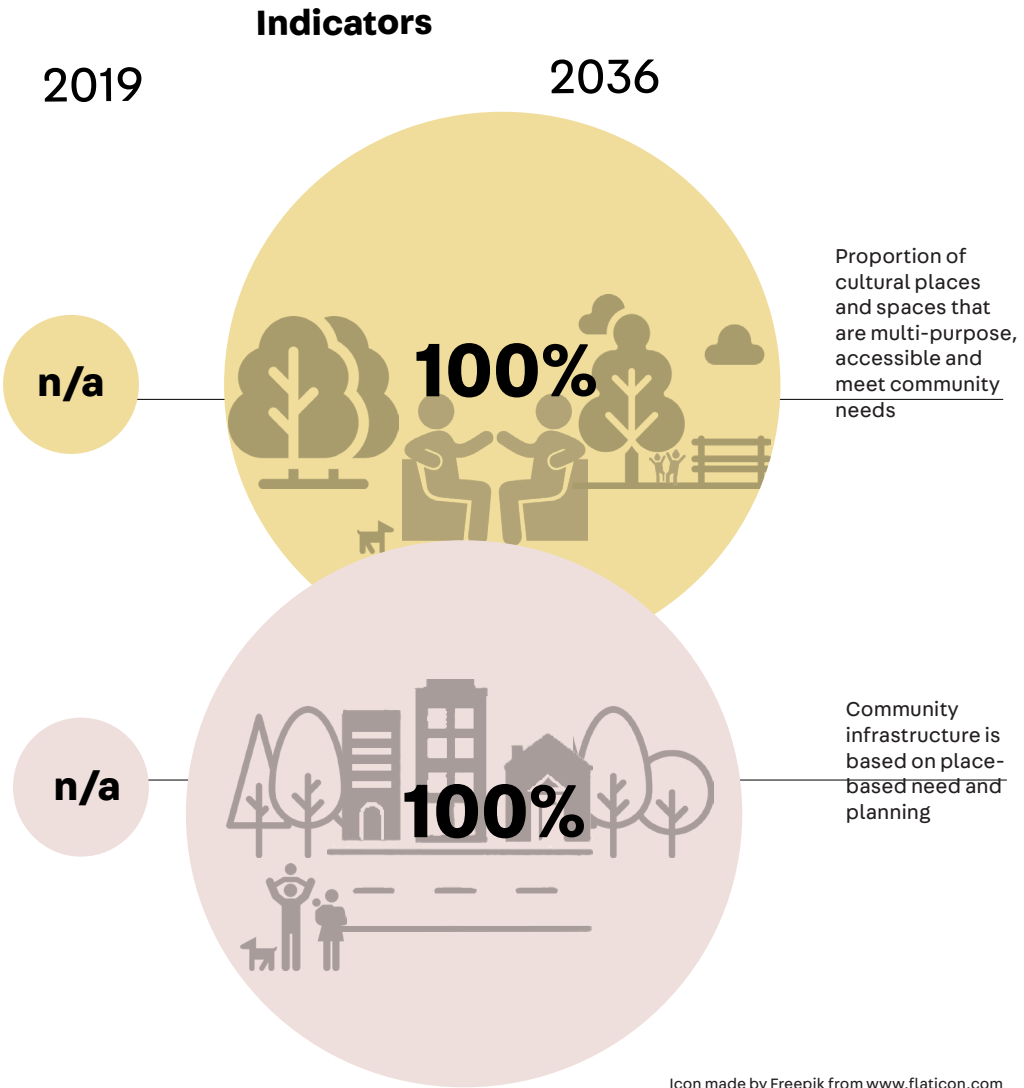 Indicators
2019
2036
n/a
100%
Proportion of
cultural places
and spaces that
are multi-purpose,
accessible and
meet community
needs
n/a
100%
Community
infrastructure is
based on place-
based need and
planning
Icon made by Freepik from www.flaticon.com